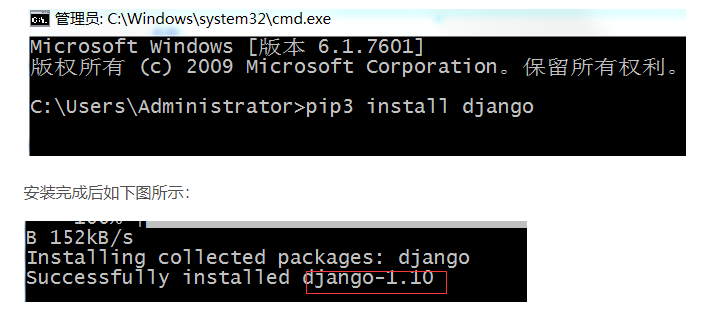 管理员: C:\Windows\system32\cmd.exe
Microsoft Windows [版本 6.1.7601]
版权所有 (c) 2009 Microsoft Corporation。保留所有权利。
C:\Users\Administrator>pip3 install django
安装完成后如下图所示：
B 152kB/s
Installing collected packages: django
Successfully installed django-1.10